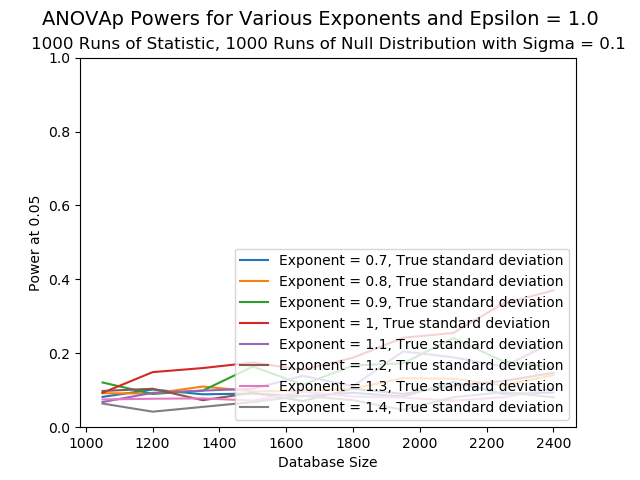 ANOVAp Powers for Various Exponents and Epsilon = 1.0
1000 Runs of Statistic, 1000 Runs of Null Distribution with Sigma = 0.1
1.0
0.8
0.6
0.4
0.2
0.0
Power at 0.05
Exponent = 0.7, True standard deviation
Exponent = 0.8, True standard deviation
Exponent = 0.9, True standard deviation
Exponent = 1, True standard deviation
Exponent = 1.1, True standard deviation
Exponent = 1.2, True standard deviation
Exponent = 1.3, True standard deviation
Exponent = 1.4, True standard deviation
1000 1200 1400 1600 1800 2000 2200 2400
Database Size